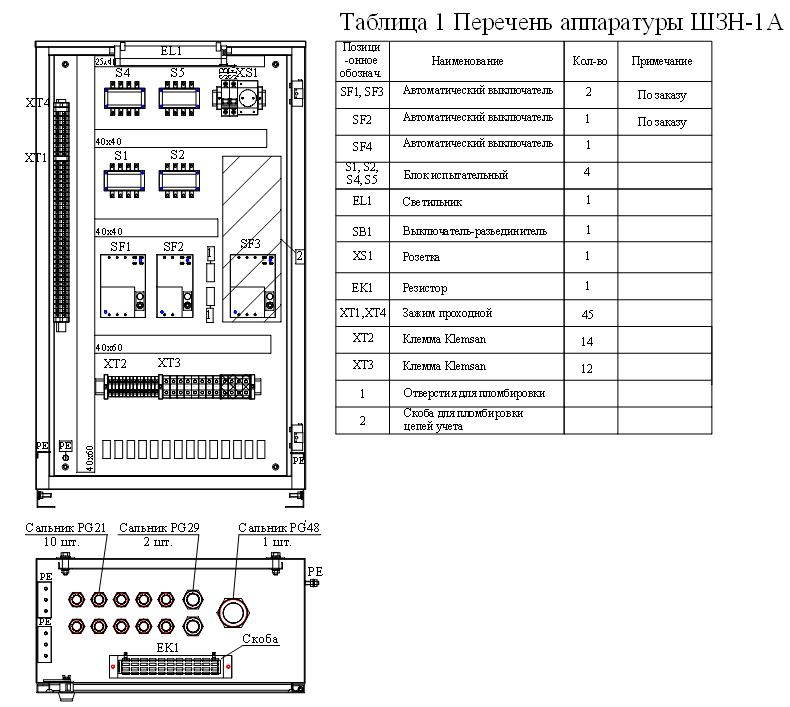 Таблица 1 Перечень аппаратуры ШЗН-1А
Позици
-онное
обознач.
Наименование
Кол-во
Примечание
SF1, SF3
Автоматический выключатель
2
По заказу
SF2
Автоматический выключатель
1
По заказу
SF4
Автоматический выключатель
1
S1, S2,
S4,S5
Блок испытательный
4
EL1
Светильник
1
SB1
Выключатель-разъединитель
1
XS1
Розетка
1
EK1
Резистор
1
XT1,XT4
Зажим проходной
45
XT2
Клемма Klemsan
14
XT3
Клемма Klemsan
12
1
Отверстия для пломбировки
2
Скоба для пломбировки
цепей учета
EL1
S4
S5
XS1
XT4
40x40
XT1
S1
S2
40x40
SF1
SF2
SF3
1
2
1
40x60
XT2
XT3
PE
PE
40x60
PE
Сальник PG21
10 шт.
Сальник PG29
2 шт.
Сальник PG48
1 шт.
PE
PE
PE
EK1
Скоба